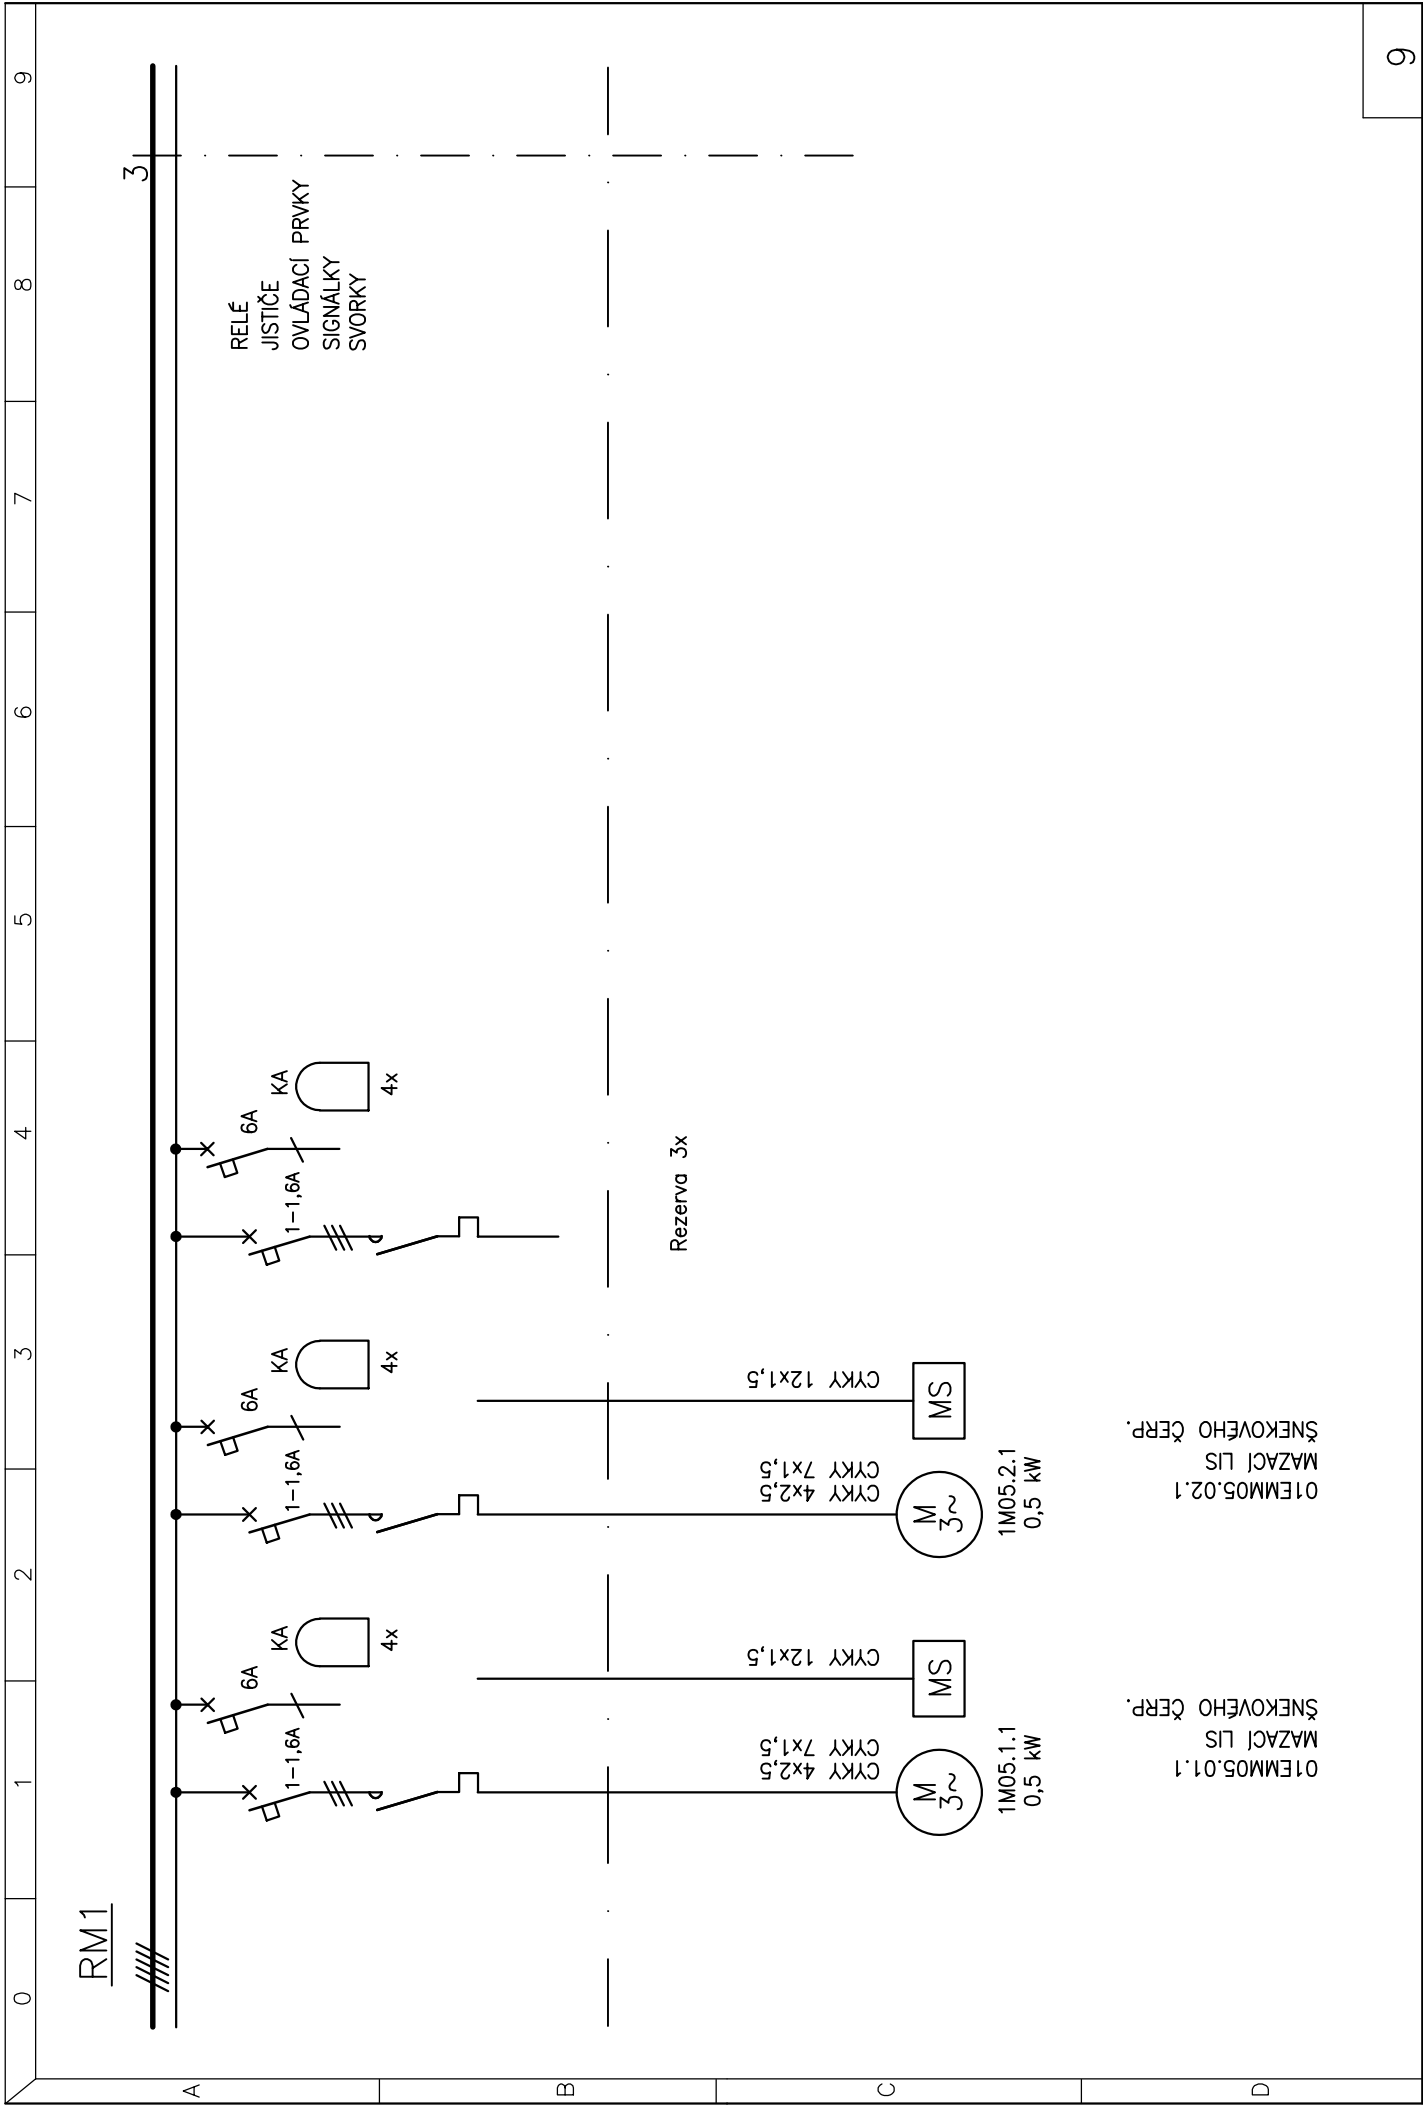 0 1 2 3 4 5 6 7 8 9
A
B
C
D
RM1
3
1-1,6A
6A
KA
4x
1-1,6A
6A
KA
4x
1-1,6A
6A
KA
4x
RELÉ
JISTIČE
OVLÁDACÍ PRVKY
SIGNÁLKY
SVORKY
Rezerva 3x
CYKY 4x2,5
CYKY 7x1,5
CYKY 12x1,5
CYKY 4x2,5
CYKY 7x1,5
CYKY 12x1,5
M
3~
MS
M
3~
MS
1M05.1.1
0,5 kW
1M05.2.1
0,5 kW
01EMM05.01.1
MAZACÍ LIS
ŠNEKOVÉHO ČERP.
01EMM05.02.1
MAZACÍ LIS
ŠNEKOVÉHO ČERP.
9